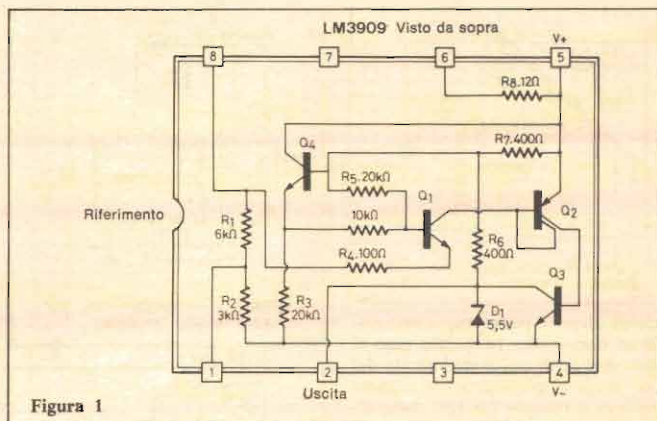 LM3909 Visto da sopra
V+
8
7
6
5
R8.12Ω
R7.400Ω
Q4
R5.20kΩ
Q1
Q2
Riferimento
R1
6kΩ
10kΩ
R6
400Ω
R4.100Ω
Q3
R2
3kΩ
R3
20kΩ
D1
5,5V
1
2
3
4
Uscita
V-
Figura 1